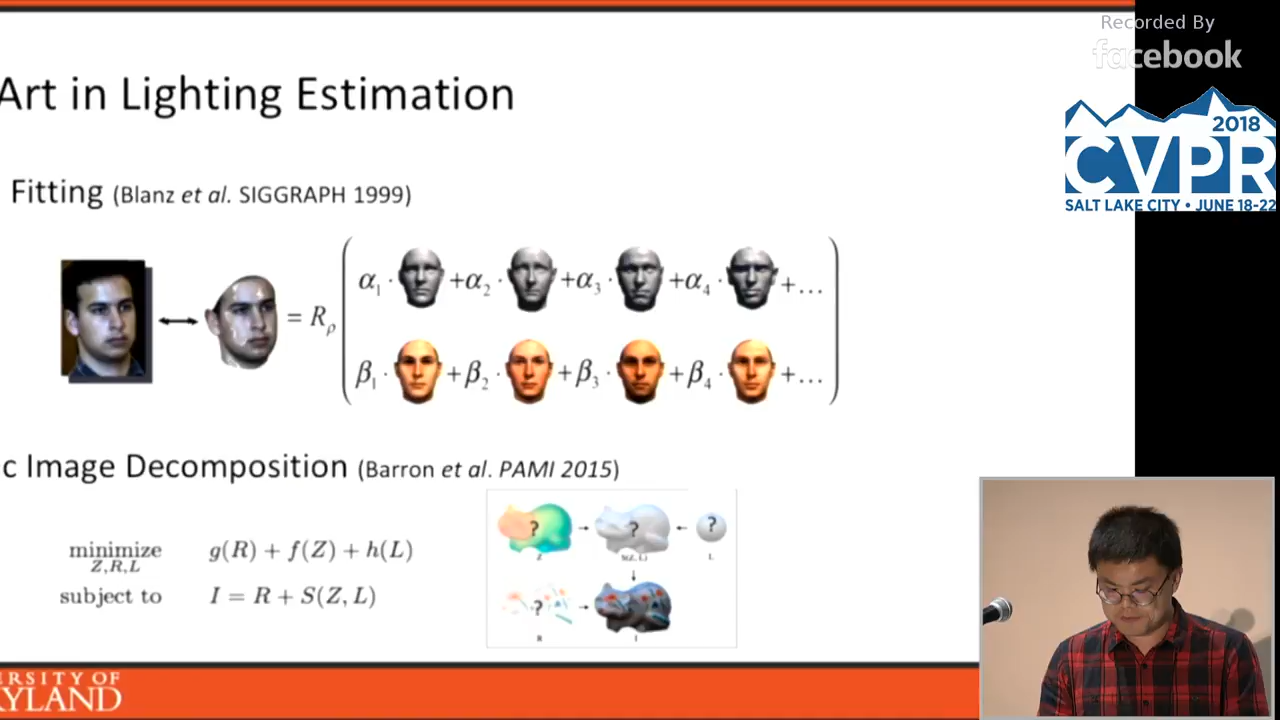 Recorded By
facebook
2018
CVPR
SALT LAKE CITY • JUNE 18-22
Art in Lighting Estimation
Fitting (Blanz et al. SIGGRAPH 1999)
= Rρ
α1 · +α2 · +α3 · +α4 · +...
β1 · +β2 · +β3 · +β4 · +...
c Image Decomposition (Barron et al. PAMI 2015)
minimize g(R) + f(Z) + h(L)
Z,R,L
subject to I = R + S(Z, L)
? ? ?
Z S(Z, L) L
?
R I
ERSITY OF
RYLAND